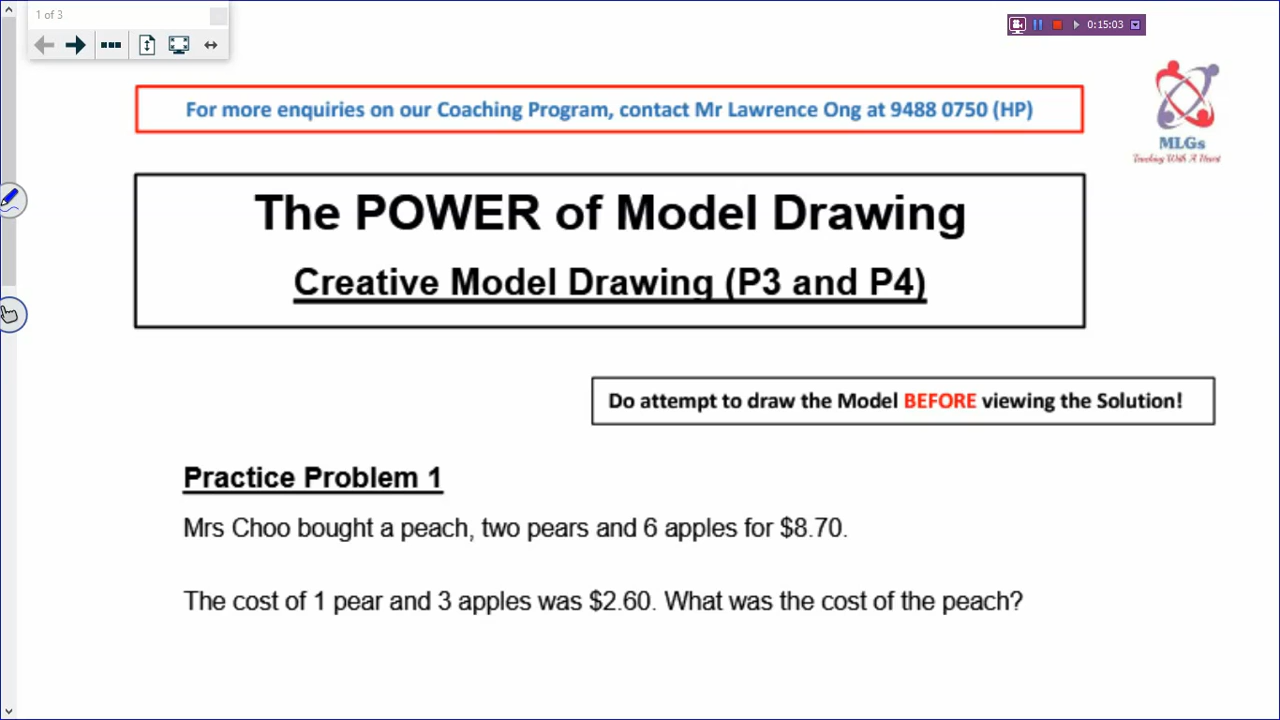 1 of 3
0:15:03
For more enquiries on our Coaching Program, contact Mr Lawrence Ong at 9488 0750 (HP)
MLGs
Teaching With A Heart
The POWER of Model Drawing
Creative Model Drawing (P3 and P4)
Do attempt to draw the Model BEFORE viewing the Solution!
Practice Problem 1
Mrs Choo bought a peach, two pears and 6 apples for $8.70.
The cost of 1 pear and 3 apples was $2.60. What was the cost of the peach?